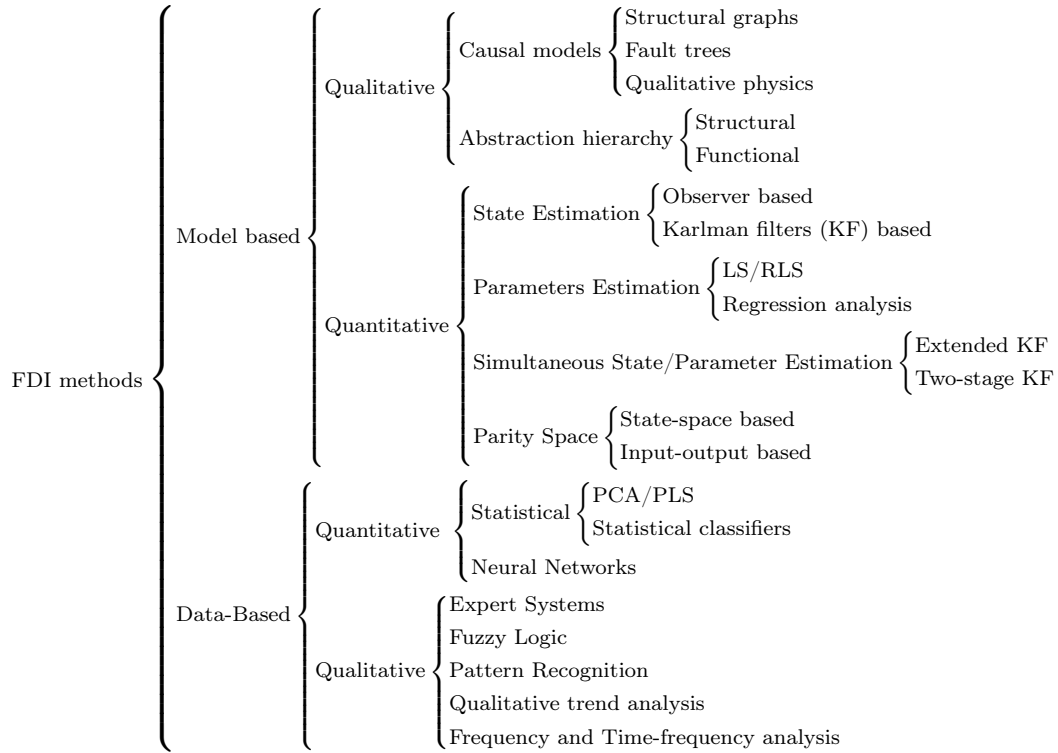 FDI methods
Model based
Qualitative
Causal models
Structural graphs
Fault trees
Qualitative physics
Abstraction hierarchy
Structural
Functional
Quantitative
State Estimation
Observer based
Karlman filters (KF) based
Parameters Estimation
LS/RLS
Regression analysis
Simultaneous State/Parameter Estimation
Extended KF
Two-stage KF
Parity Space
State-space based
Input-output based
Data-Based
Quantitative
Statistical
PCA/PLS
Statistical classifiers
Neural Networks
Qualitative
Expert Systems
Fuzzy Logic
Pattern Recognition
Qualitative trend analysis
Frequency and Time-frequency analysis